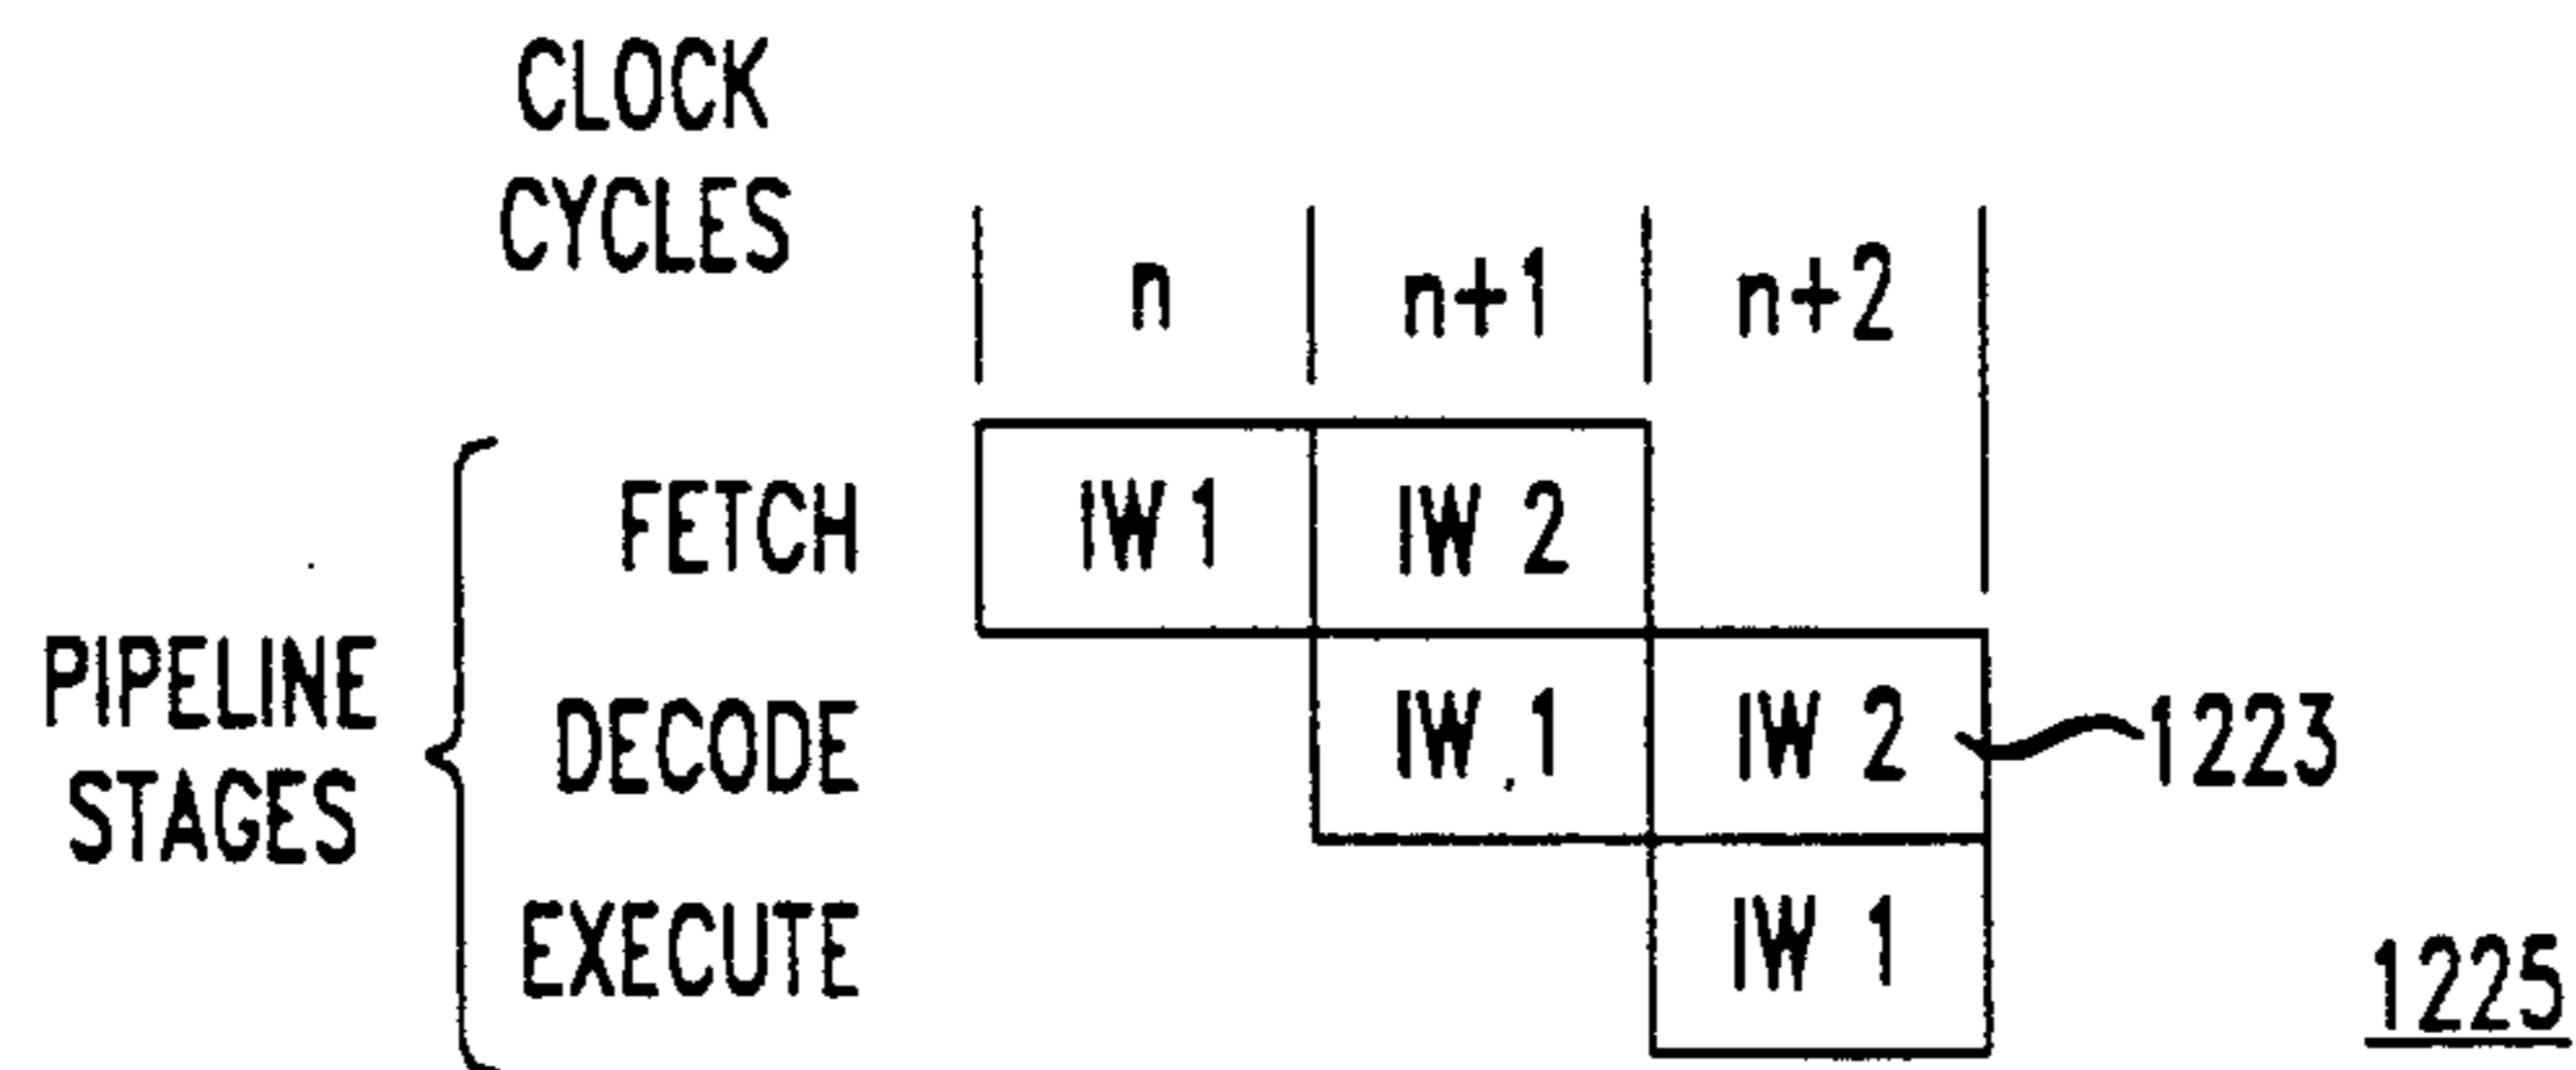 CLOCK
CYCLES
n n+1 n+2
FETCH IW 1 IW 2
PIPELINE
STAGES
DECODE IW 1 IW 2 1223
EXECUTE IW 1
1225